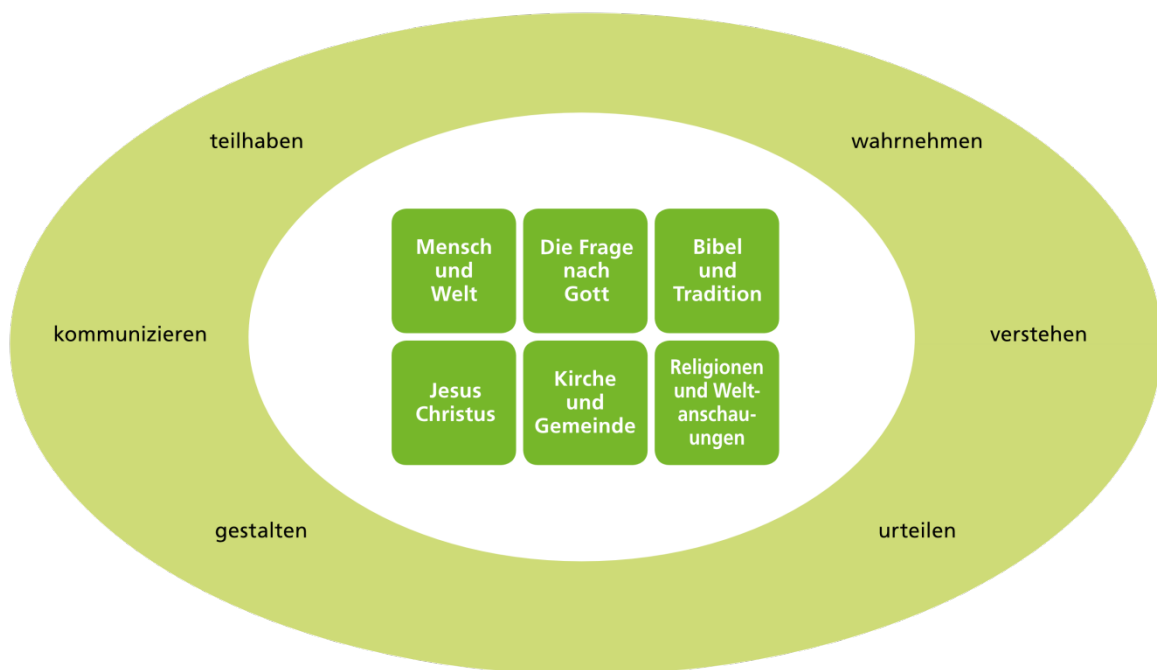 teilhaben
wahrnehmen
Mensch
und
Welt
Die Frage
nach
Gott
Bibel
und
Tradition
kommunizieren
verstehen
Jesus
Christus
Kirche
und
Gemeinde
Religionen
und Welt-
anschau-
ungen
gestalten
urteilen